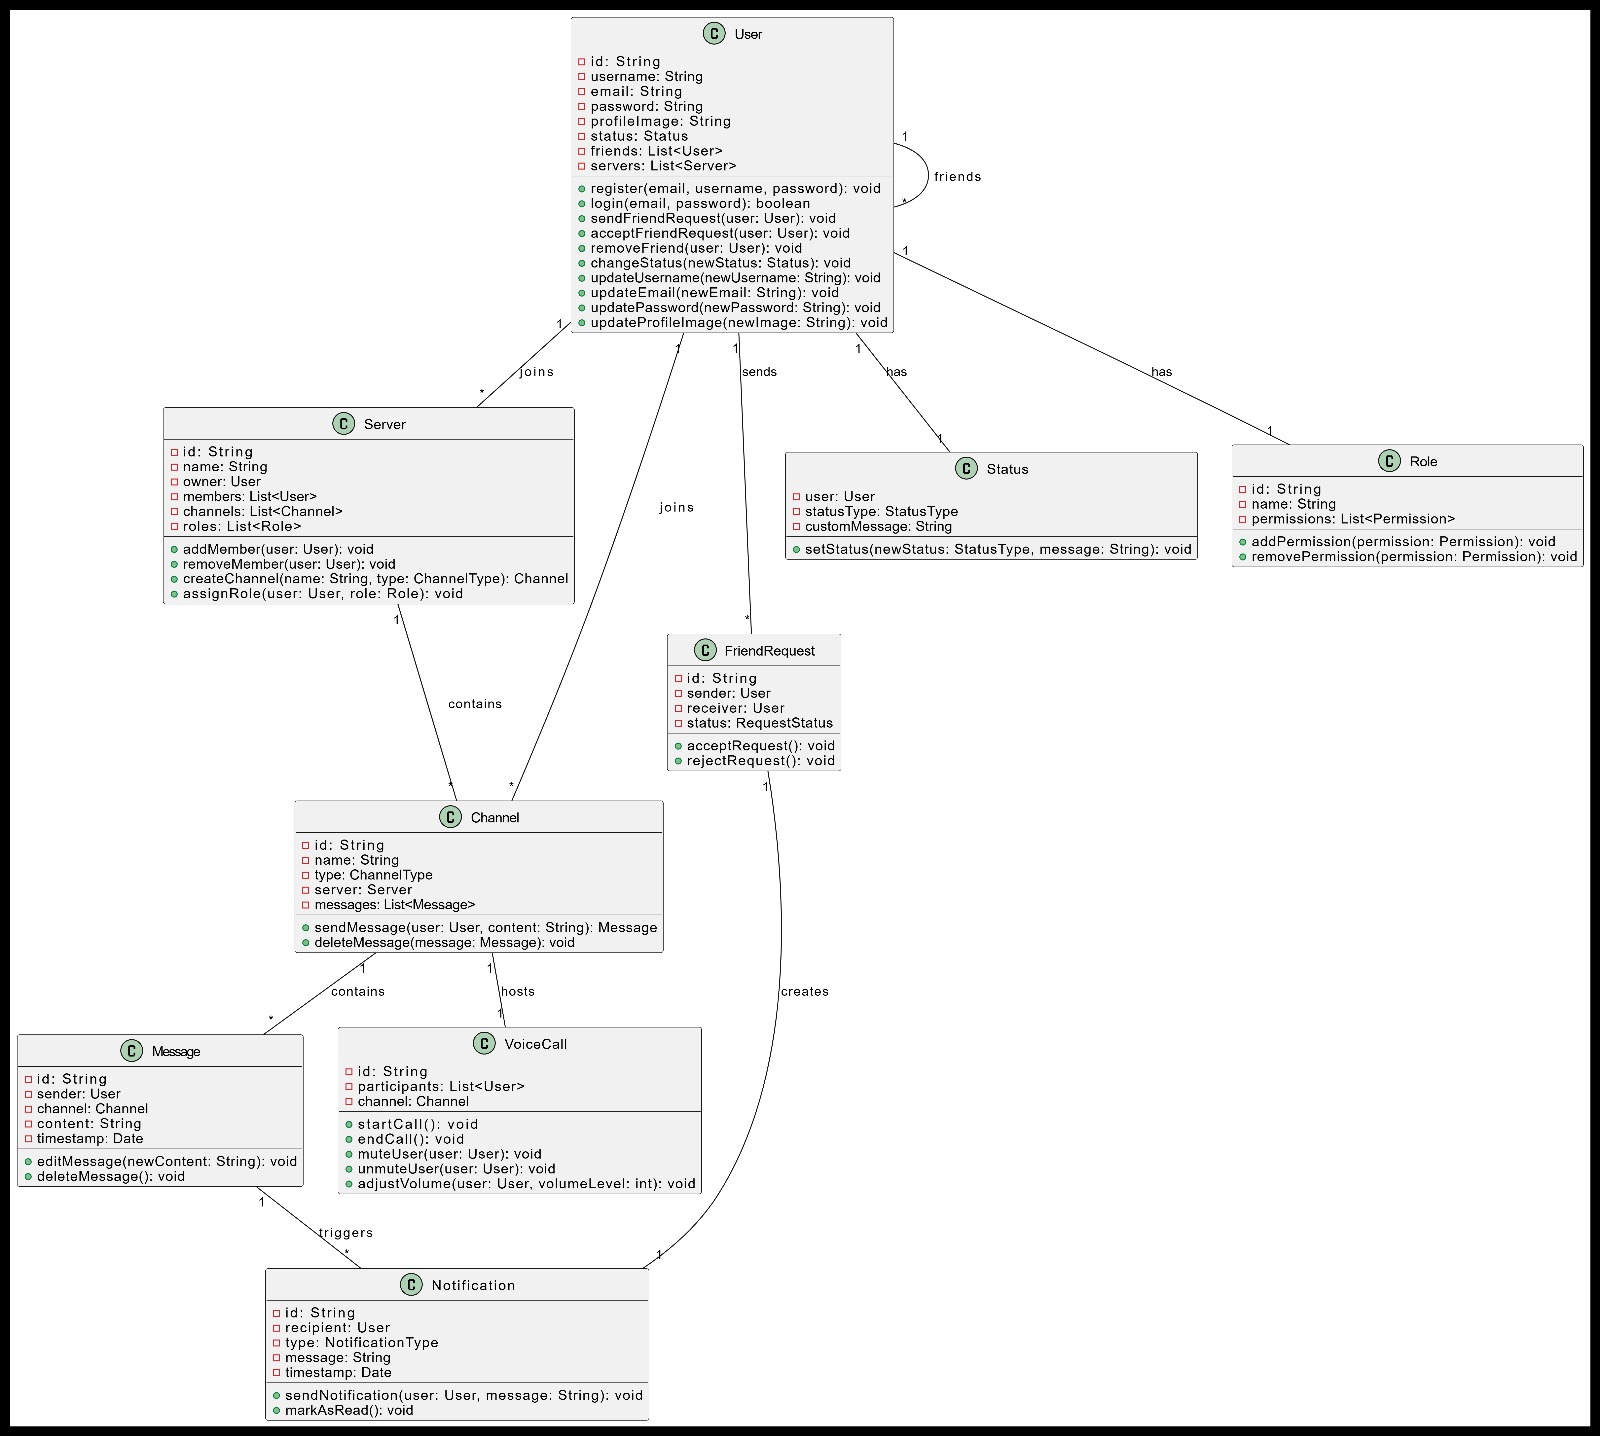 C User
id: String
username: String
email: String
password: String
profileImage: String
status: Status
friends: List<User>
servers: List<Server>
register(email, username, password): void
login(email, password): boolean
sendFriendRequest(user: User): void
acceptFriendRequest(user: User): void
removeFriend(user: User): void
changeStatus(newStatus: Status): void
updateUsername(newUsername: String): void
updateEmail(newEmail: String): void
updatePassword(newPassword: String): void
updateProfileImage(newImage: String): void
1
friends
*
1
1
1
1
1
joins
sends
has
has
*
1
1
C Server
id: String
name: String
owner: User
members: List<User>
channels: List<Channel>
roles: List<Role>
addMember(user: User): void
removeMember(user: User): void
createChannel(name: String, type: ChannelType): Channel
assignRole(user: User, role: Role): void
C Status
user: User
statusType: StatusType
customMessage: String
setStatus(newStatus: StatusType, message: String): void
C Role
id: String
name: String
permissions: List<Permission>
addPermission(permission: Permission): void
removePermission(permission: Permission): void
joins
1
*
contains
C FriendRequest
id: String
sender: User
receiver: User
status: RequestStatus
acceptRequest(): void
rejectRequest(): void
*
*
1
C Channel
id: String
name: String
type: ChannelType
server: Server
messages: List<Message>
sendMessage(user: User, content: String): Message
deleteMessage(message: Message): void
1
1
contains
hosts
creates
*
1
C Message
id: String
sender: User
channel: Channel
content: String
timestamp: Date
editMessage(newContent: String): void
deleteMessage(): void
C VoiceCall
id: String
participants: List<User>
channel: Channel
startCall(): void
endCall(): void
muteUser(user: User): void
unmuteUser(user: User): void
adjustVolume(user: User, volumeLevel: int): void
1
triggers
*
1
C Notification
id: String
recipient: User
type: NotificationType
message: String
timestamp: Date
sendNotification(user: User, message: String): void
markAsRead(): void